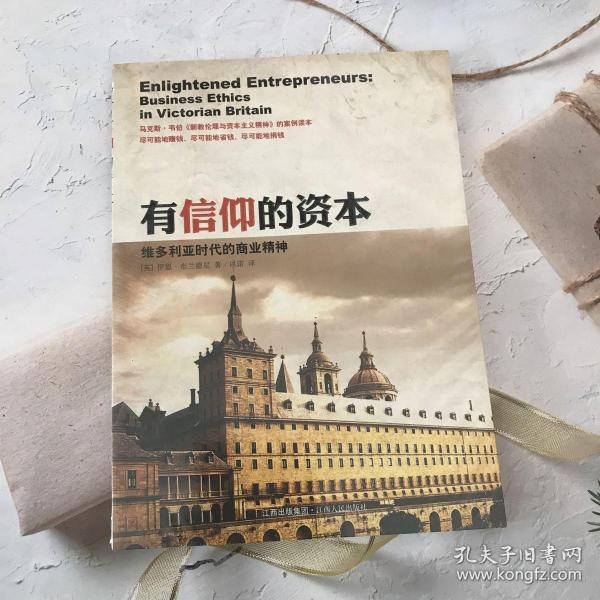 Enlightened Entrepreneurs:
Business Ethics
in Victorian Britain
马克斯·韦伯《新教伦理与资本主义精神》的案例读本
尽可能地赚钱、尽可能地省钱、尽可能地捐钱
有信仰的资本
维多利亚时代的商业精神
[英] 伊恩·布兰德尼 著/以诺 译
江西出版集团·江西人民出版社
孔夫子旧书网
www.kongfz.com